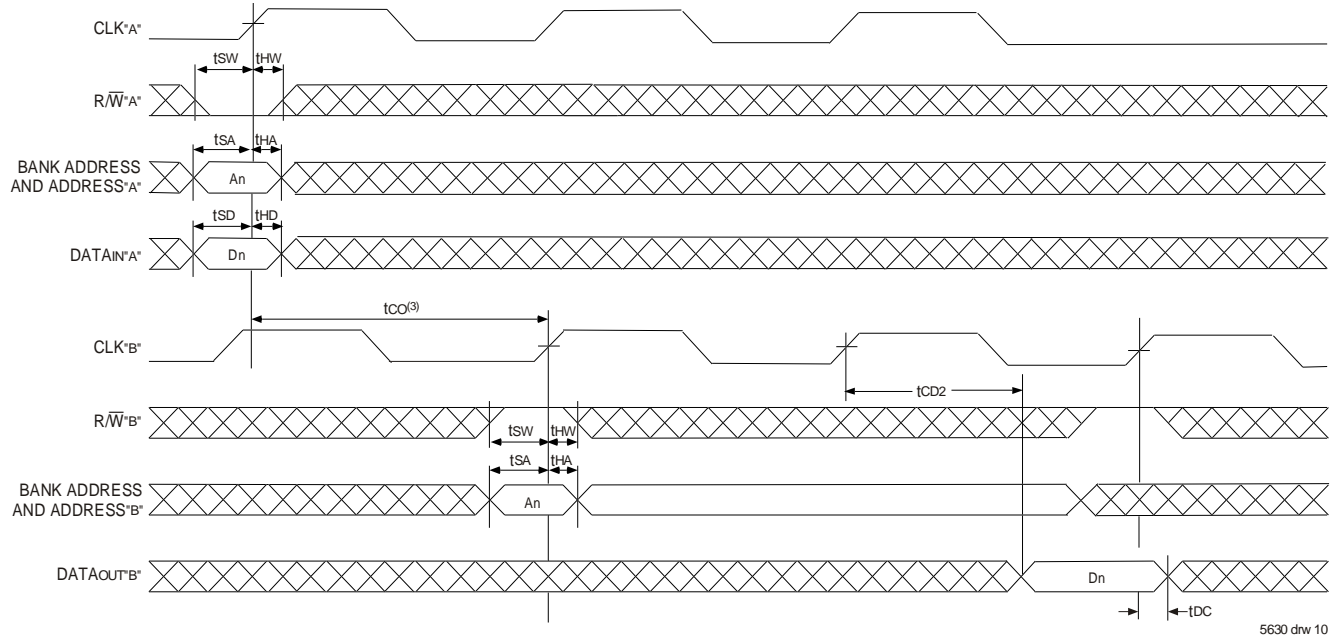 CLK"A"
tSW tHW
R/W̅"A"
tSA tHA
BANK ADDRESS
AND ADDRESS"A"
An
tSD tHD
DATAIN"A"
Dn
tCO(3)
CLK"B"
tCD2
R/W̅"B"
tSW tHW
tSA tHA
BANK ADDRESS
AND ADDRESS"B"
An
DATAOUT"B"
Dn
tDC
5630 drw 10